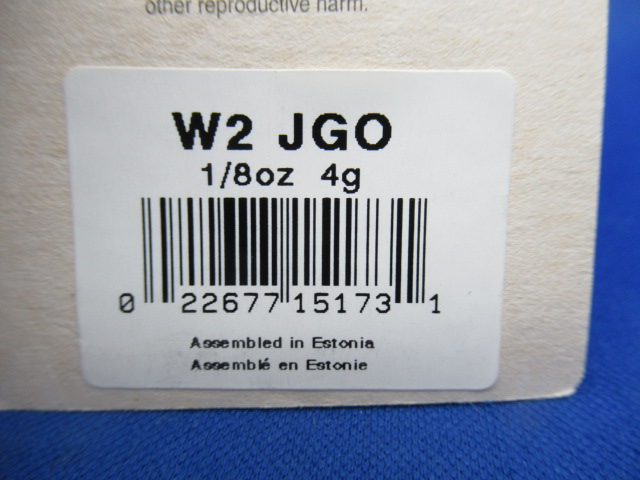 other reproductive harm.
W2 JGO
1/8oz 4g
0 22677 15173 1
Assembled in Estonia
Assemblé en Estonie